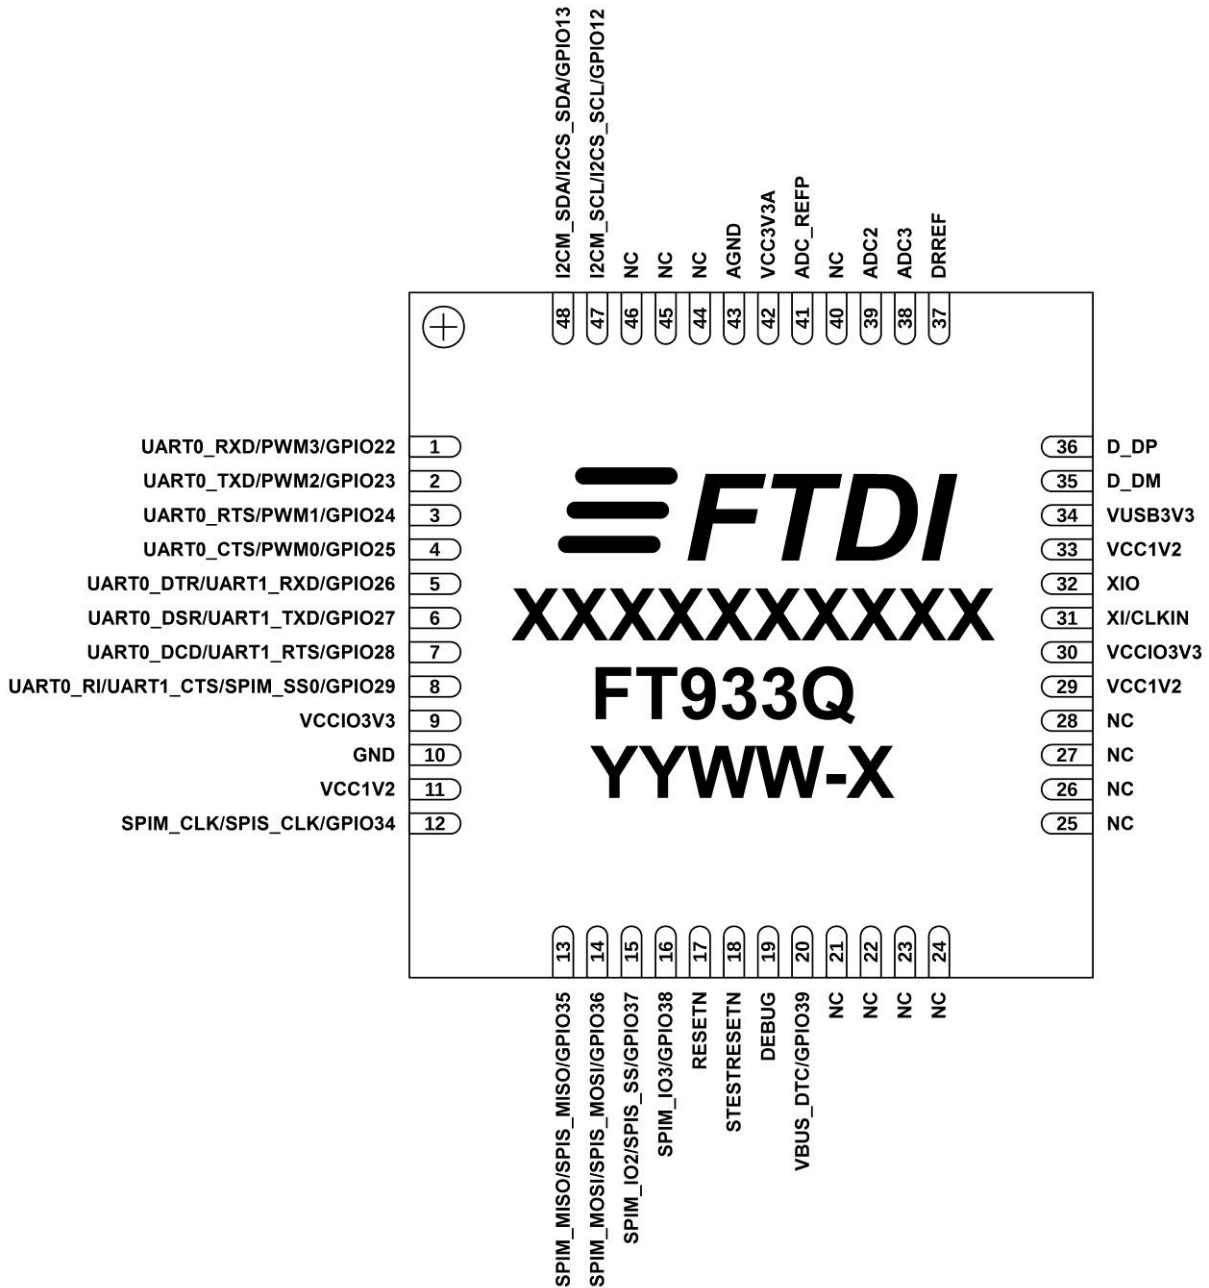 I2CM_SDA/I2CS_SDA/GPIO13
I2CM_SCL/I2CS_SCL/GPIO12
NC
NC
NC
AGND
VCC3V3A
ADC_REFP
NC
ADC2
ADC3
DRREF
48
47
46
45
44
43
42
41
40
39
38
37
UART0_RXD/PWM3/GPIO22 1
UART0_TXD/PWM2/GPIO23 2
UART0_RTS/PWM1/GPIO24 3
UART0_CTS/PWM0/GPIO25 4
UART0_DTR/UART1_RXD/GPIO26 5
UART0_DSR/UART1_TXD/GPIO27 6
UART0_DCD/UART1_RTS/GPIO28 7
UART0_RI/UART1_CTS/SPIM_SS0/GPIO29 8
VCCIO3V3 9
GND 10
VCC1V2 11
SPIM_CLK/SPIS_CLK/GPIO34 12
FTDI
XXXXXXXXXX
FT933Q
YYWW-X
36 D_DP
35 D_DM
34 VUSB3V3
33 VCC1V2
32 XIO
31 XI/CLKIN
30 VCCIO3V3
29 VCC1V2
28 NC
27 NC
26 NC
25 NC
13
14
15
16
17
18
19
20
21
22
23
24
SPIM_MISO/SPIS_MISO/GPIO35
SPIM_MOSI/SPIS_MOSI/GPIO36
SPIM_IO2/SPIS_SS/GPIO37
SPIM_IO3/GPIO38
RESETN
STESTRESETN
DEBUG
VBUS_DTC/GPIO39
NC
NC
NC
NC